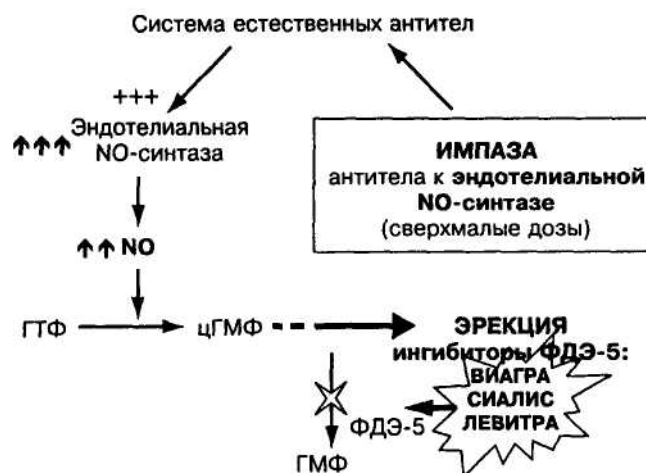 Система естественных антител
+++
Эндотелиальная
NO-синтаза
ИМПАЗА
антитела к эндотелиальной
NO-синтазе
(сверхмалые дозы)
NO
ГТФ
цГМФ
ЭРЕКЦИЯ
ингибиторы ФДЭ-5:
ВИАГРА
СИАЛИС
ЛЕВИТРА
ФДЭ-5
ГМФ